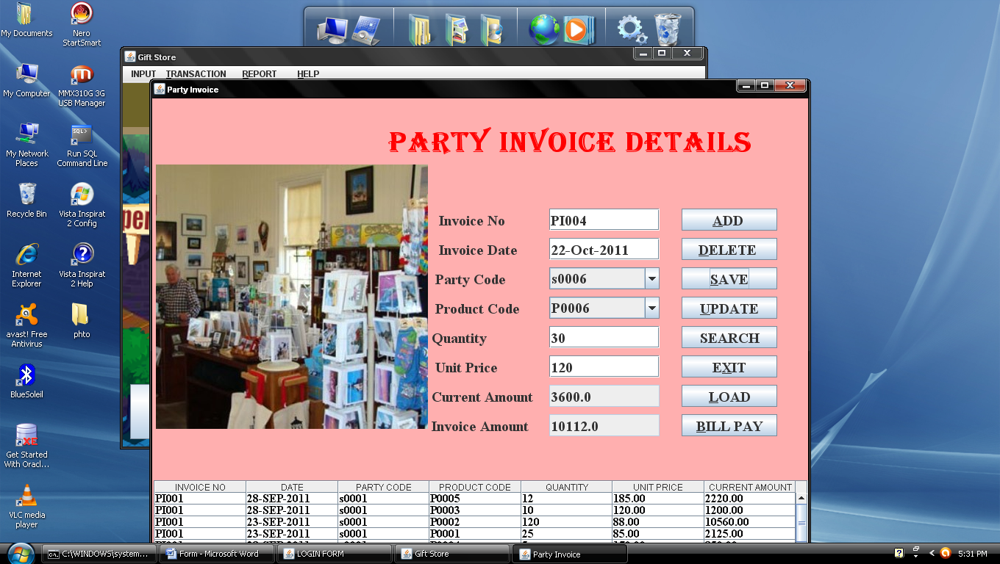 My Documents
Nero
StartSmart
My Computer
MMX310G 3G
USB Manager
My Network
Places
Run SQL
Command Line
Recycle Bin
Vista Inspirat
2 Config
Internet
Explorer
Vista Inspirat
2 Help
avast! Free
Antivirus
phto
BlueSoleil
Get Started
With Oracl...
VLC media
player
SQL>
XE
Gift Store
INPUT TRANSACTION REPORT HELP
Party Invoice
PARTY INVOICE DETAILS
Invoice No PI004 ADD
Invoice Date 22-Oct-2011 DELETE
Party Code s0006 SAVE
Product Code P0006 UPDATE
Quantity 30 SEARCH
Unit Price 120 EXIT
Current Amount 3600.0 LOAD
Invoice Amount 10112.0 BILL PAY
INVOICE NO DATE PARTY CODE PRODUCT CODE QUANTITY UNIT PRICE CURRENT AMOUNT
PI001 28-SEP-2011 s0001 P0005 12 185.00 2220.00
PI001 28-SEP-2011 s0001 P0003 10 120.00 1200.00
PI001 23-SEP-2011 s0001 P0002 120 88.00 10560.00
PI001 23-SEP-2011 s0001 P0001 25 85.00 2125.00
C:\WINDOWS\system... Form - Microsoft Word LOGIN FORM Gift Store Party Invoice 5:31 PM